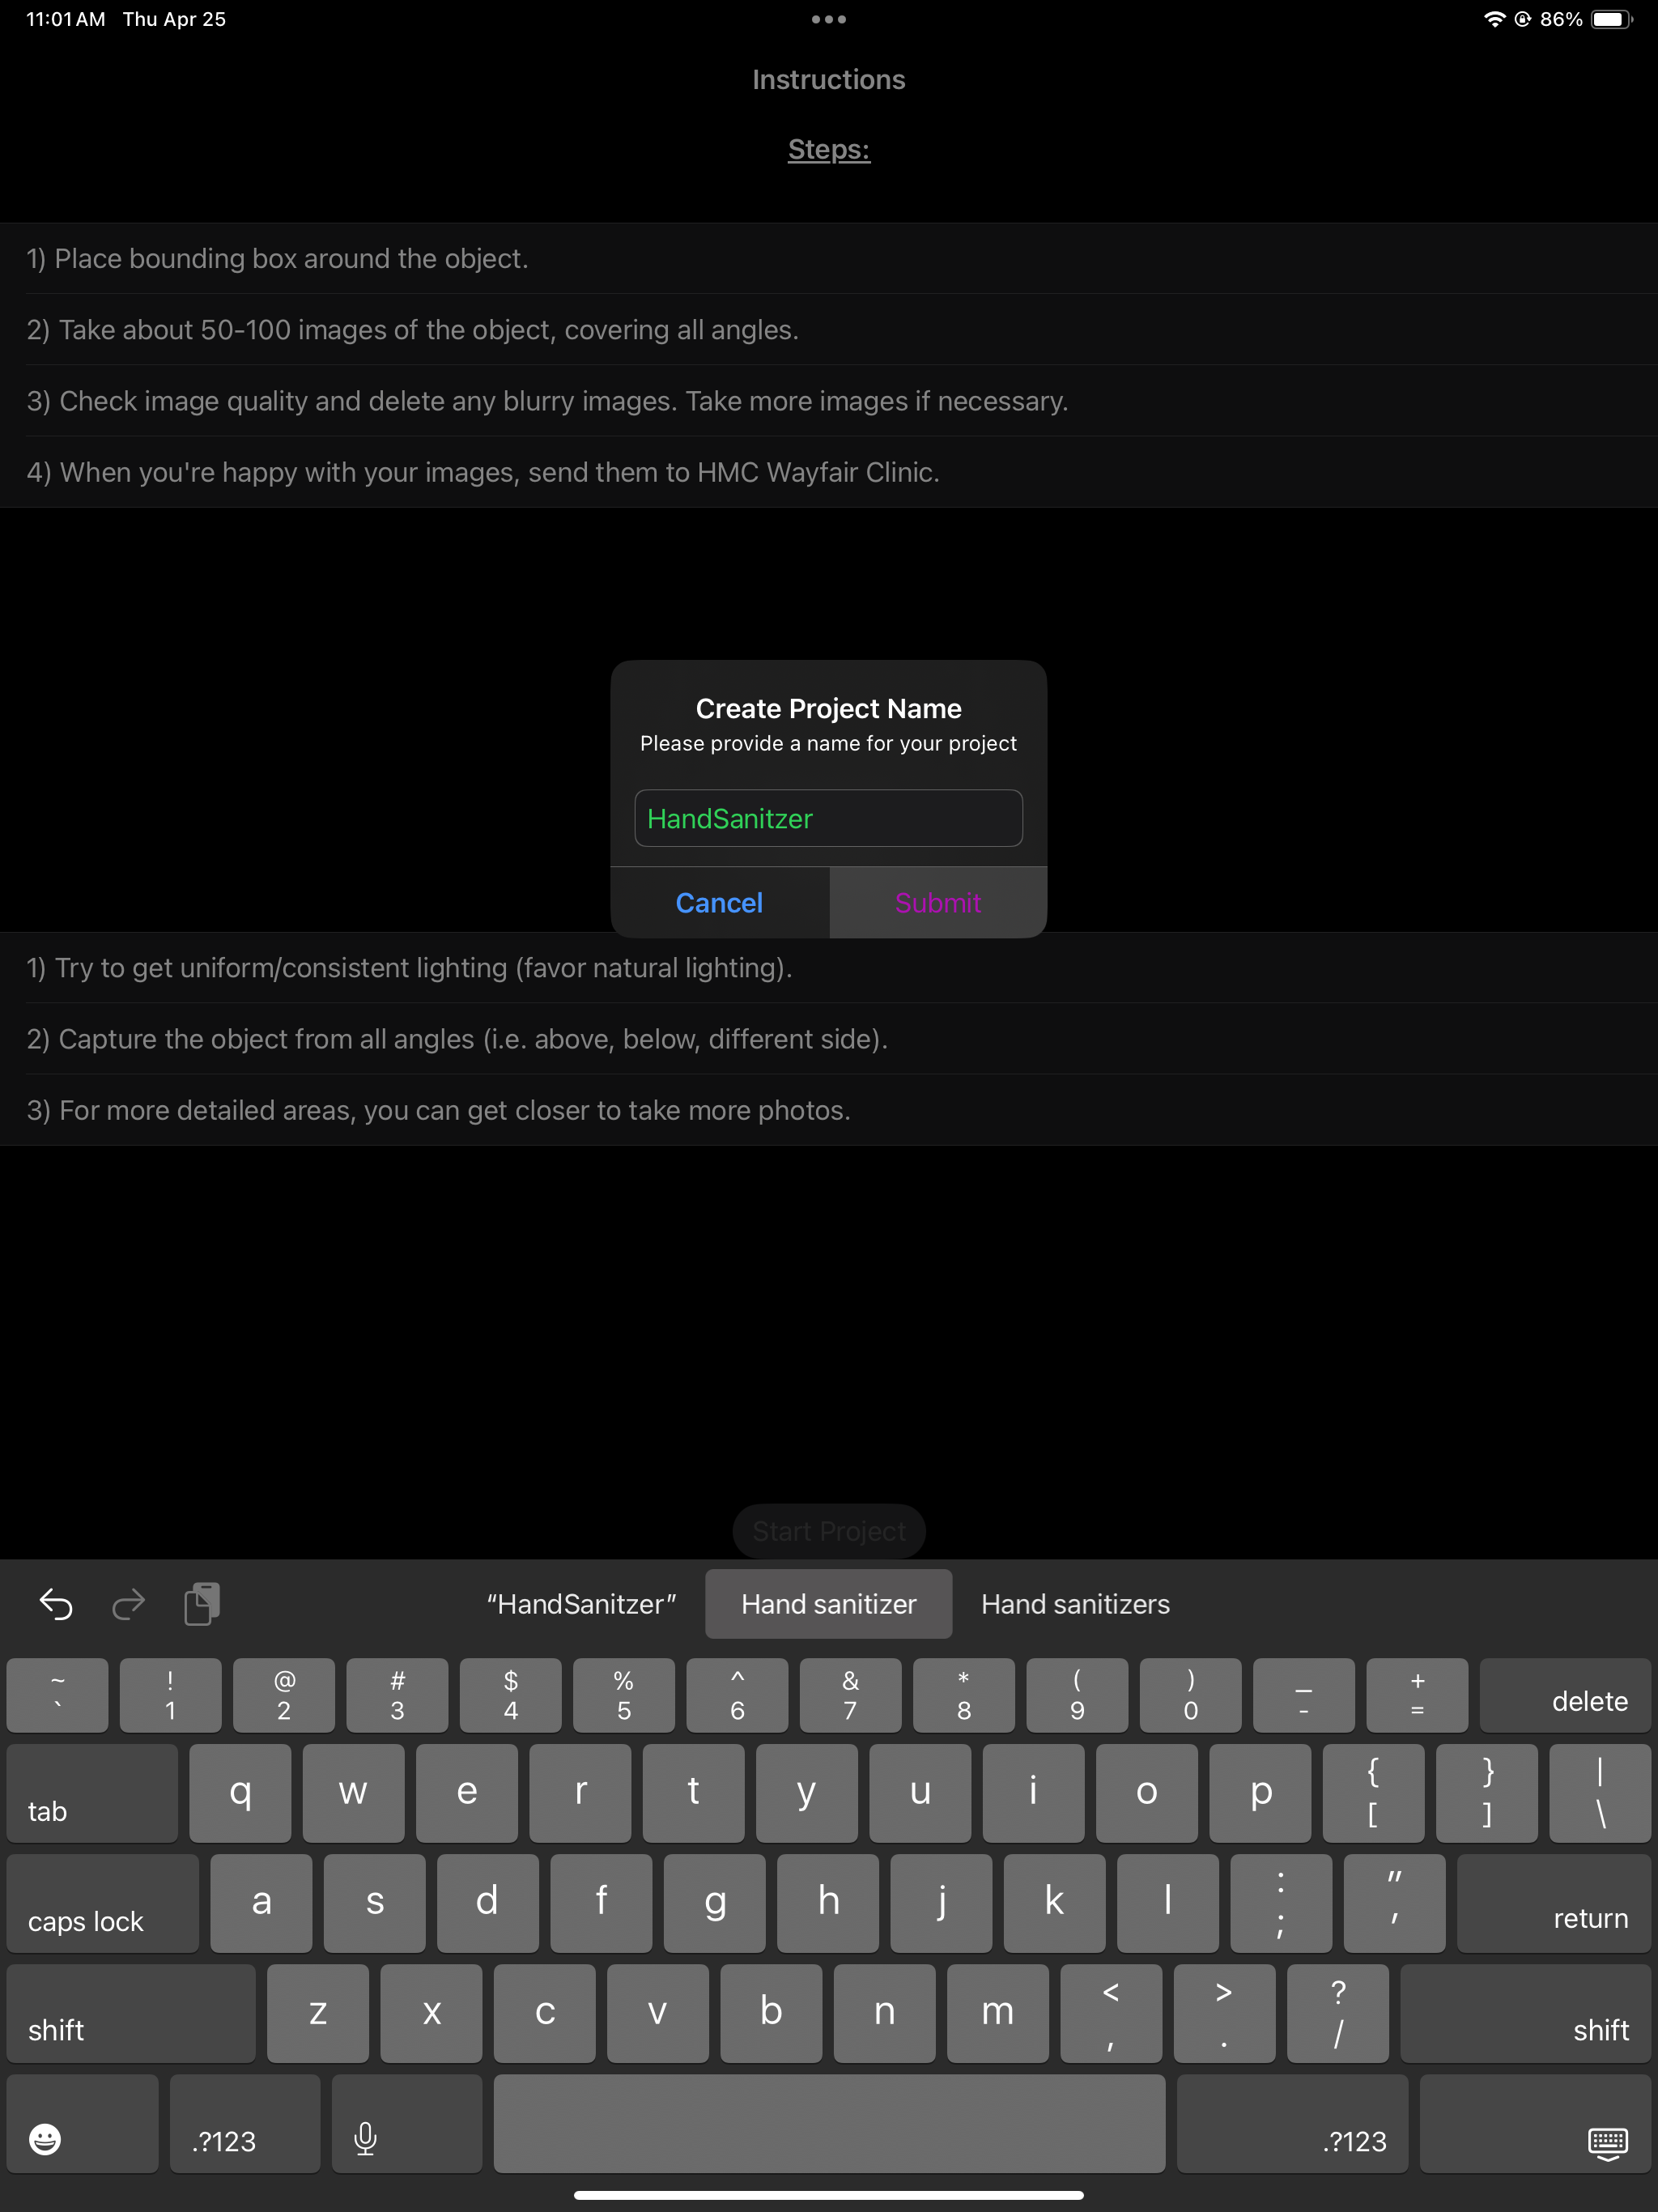 11:01 AM Thu Apr 25
86%
Instructions
Steps:
1) Place bounding box around the object.
2) Take about 50-100 images of the object, covering all angles.
3) Check image quality and delete any blurry images. Take more images if necessary.
4) When you're happy with your images, send them to HMC Wayfair Clinic.
Create Project Name
Please provide a name for your project
HandSanitzer
Cancel Submit
1) Try to get uniform/consistent lighting (favor natural lighting).
2) Capture the object from all angles (i.e. above, below, different side).
3) For more detailed areas, you can get closer to take more photos.
Start Project
“HandSanitzer” Hand sanitizer Hand sanitizers
~ ! @ # $ % ^ & * ( ) _ +
` 1 2 3 4 5 6 7 8 9 0 - = delete
tab q w e r t y u i o p { [ } ] | \
caps lock a s d f g h j k l : ; " ' return
shift z x c v b n m < , > . ? / shift
.?123 .?123